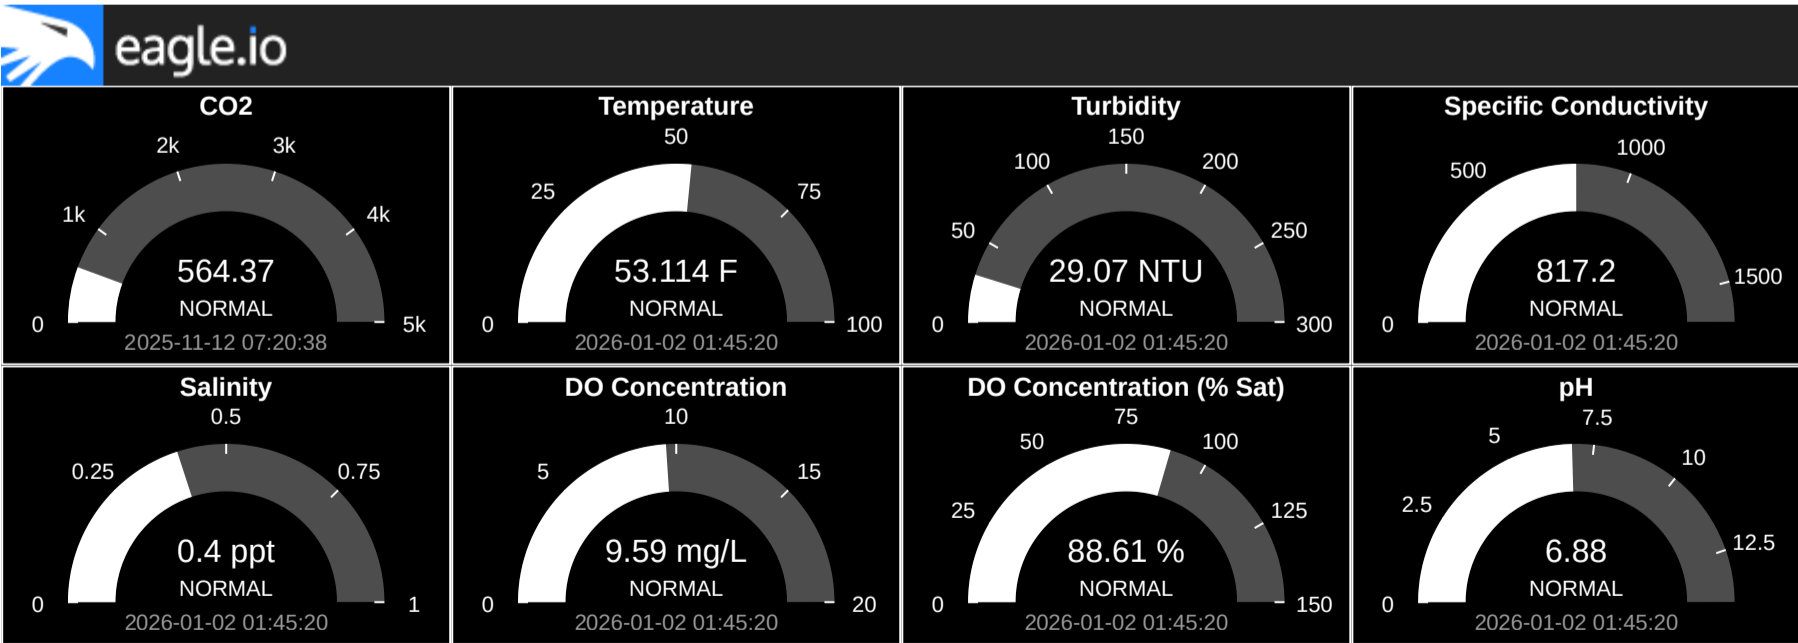 eagle.io
CO2
0
1k
2k
3k
4k
5k
564.37
NORMAL
2025-11-12 07:20:38
Temperature
0
25
50
75
100
53.114 F
NORMAL
2026-01-02 01:45:20
Turbidity
0
50
100
150
200
250
300
29.07 NTU
NORMAL
2026-01-02 01:45:20
Specific Conductivity
0
500
1000
1500
817.2
NORMAL
2026-01-02 01:45:20
Salinity
0
0.25
0.5
0.75
1
0.4 ppt
NORMAL
2026-01-02 01:45:20
DO Concentration
0
5
10
15
20
9.59 mg/L
NORMAL
2026-01-02 01:45:20
DO Concentration (% Sat)
0
25
50
75
100
125
150
88.61 %
NORMAL
2026-01-02 01:45:20
pH
0
2.5
5
7.5
10
12.5
6.88
NORMAL
2026-01-02 01:45:20